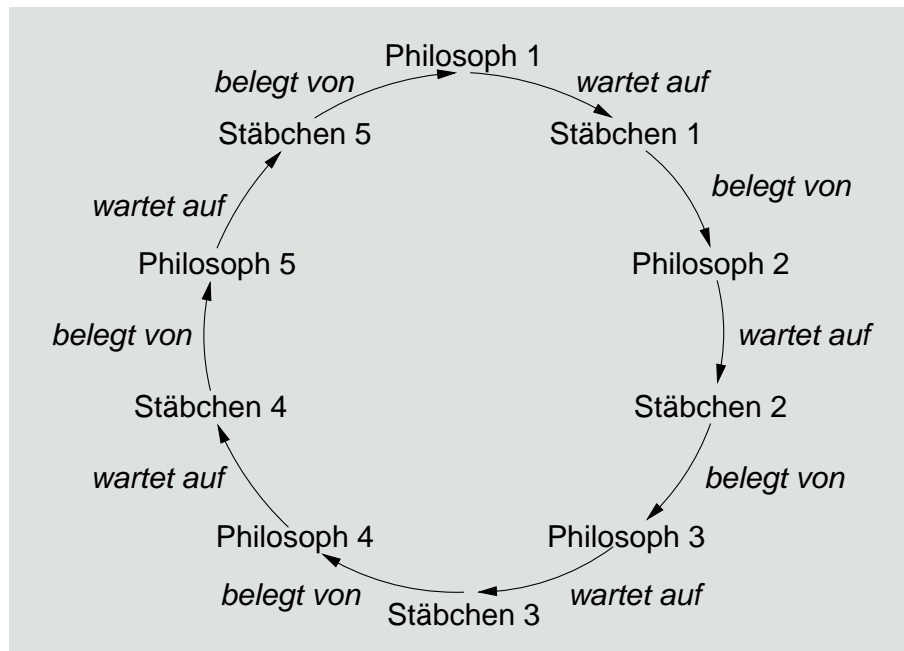 Philosoph 1
belegt von
wartet auf
Stäbchen 5
Stäbchen 1
belegt von
wartet auf
Philosoph 5
Philosoph 2
belegt von
wartet auf
Stäbchen 4
Stäbchen 2
wartet auf
belegt von
Philosoph 4
Philosoph 3
belegt von
wartet auf
Stäbchen 3